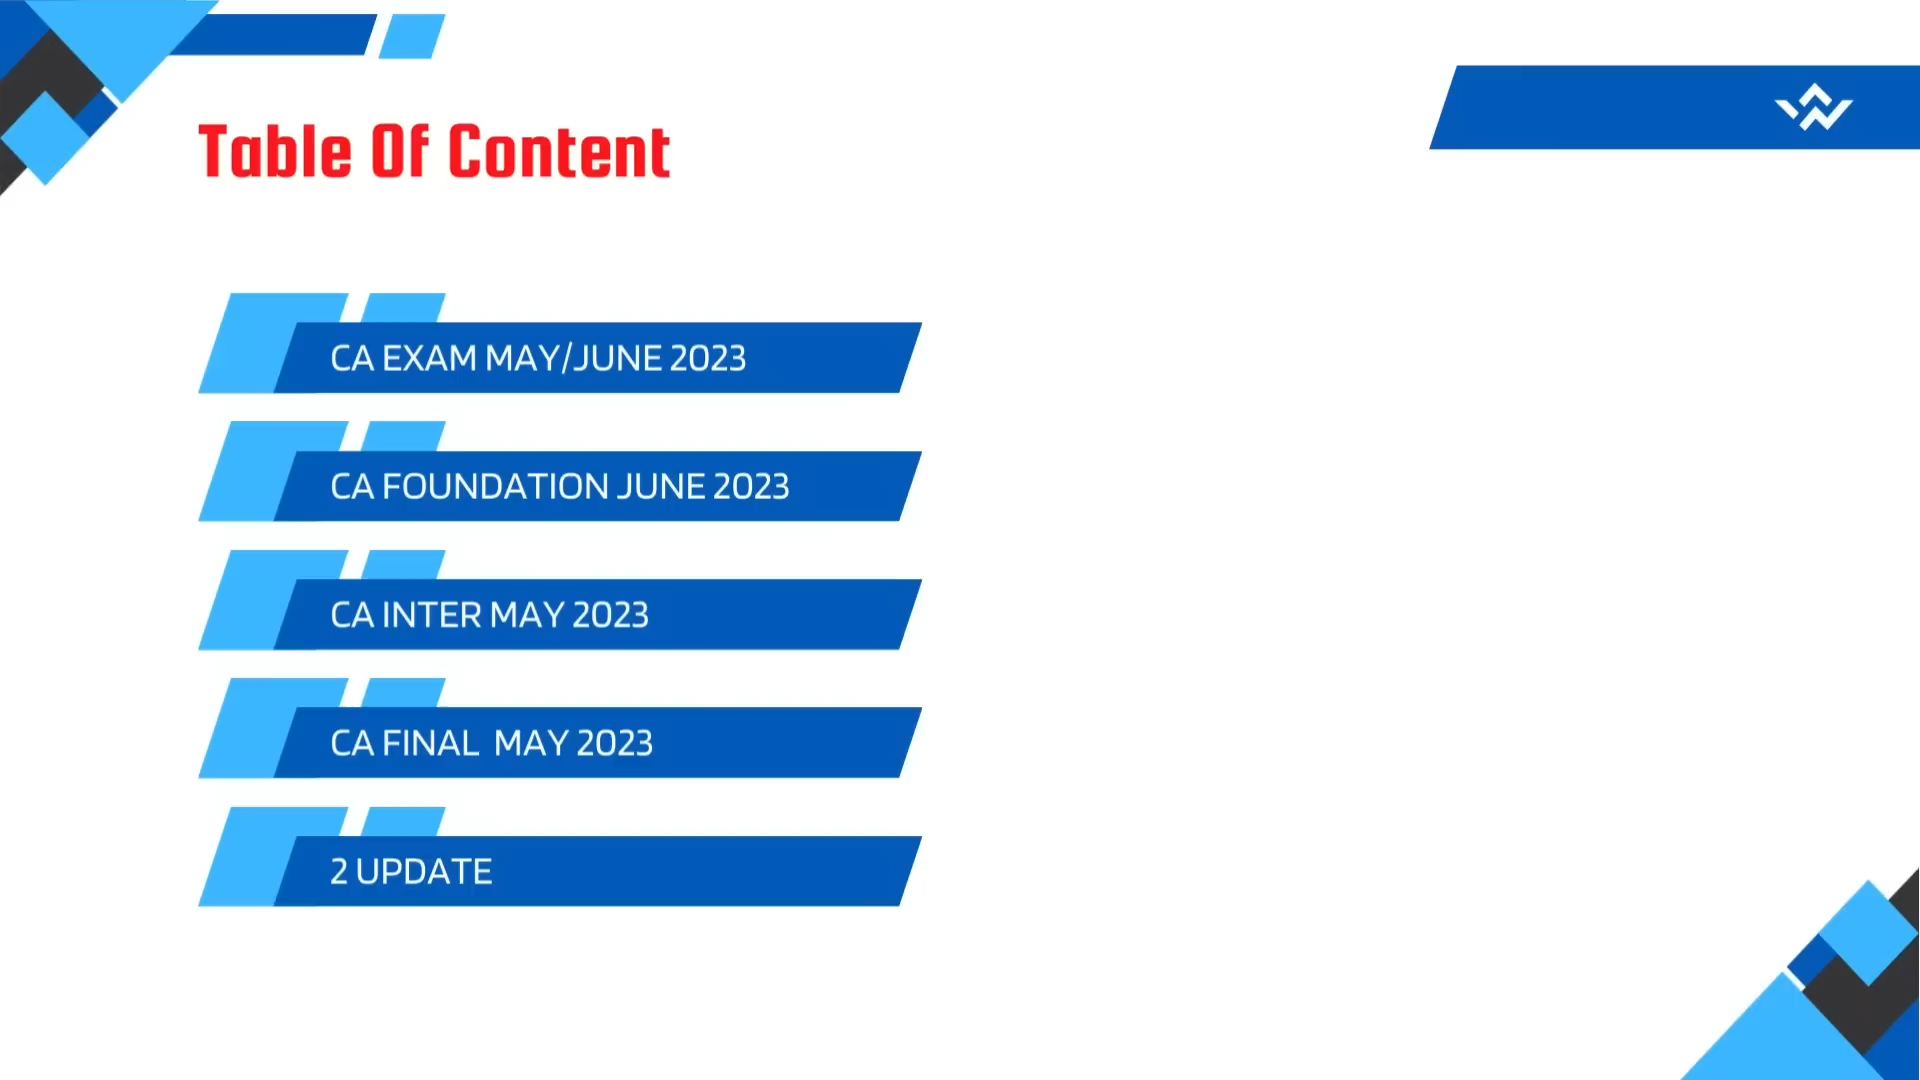 Table Of Content
CA EXAM MAY/JUNE 2023
CA FOUNDATION JUNE 2023
CA INTER MAY 2023
CA FINAL  MAY 2023
2 UPDATE